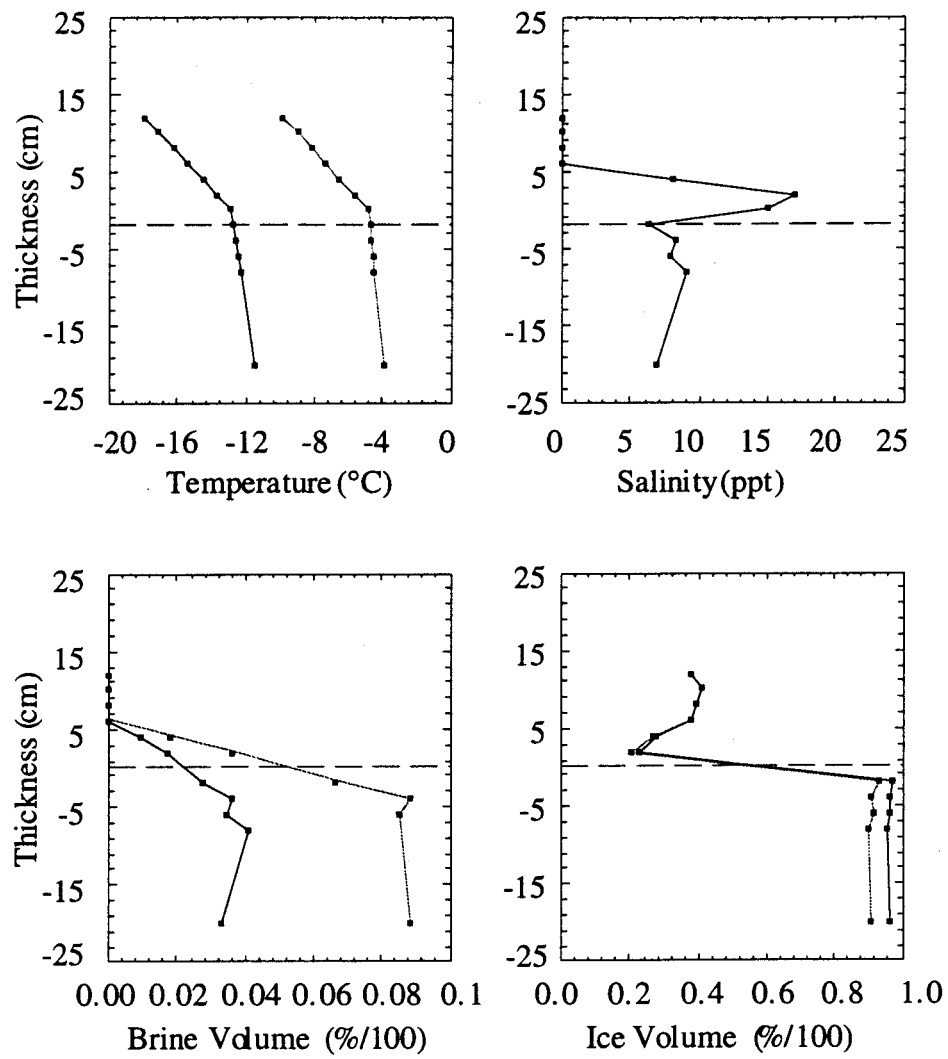 25
15
5
-5
-15
-25
Thickness (cm)
-20 -16 -12 -8 -4 0
Temperature (°C)
25
15
5
-5
-15
-25
0 5 10 15 20 25
Salinity (ppt)
25
15
5
-5
-15
-25
Thickness (cm)
0.00 0.02 0.04 0.06 0.08 0.1
Brine Volume (%/100)
25
15
5
-5
-15
-25
0.0 0.2 0.4 0.6 0.8 1.0
Ice Volume (%/100)